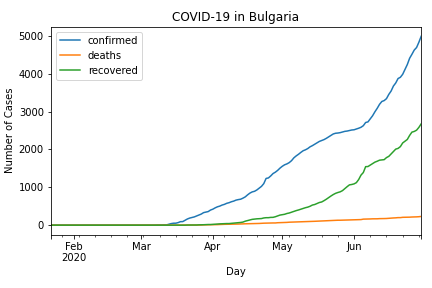 COVID-19 in Bulgaria
confirmed
deaths
recovered
5000
4000
3000
2000
1000
0
Number of Cases
Feb
2020
Mar
Apr
May
Jun
Day